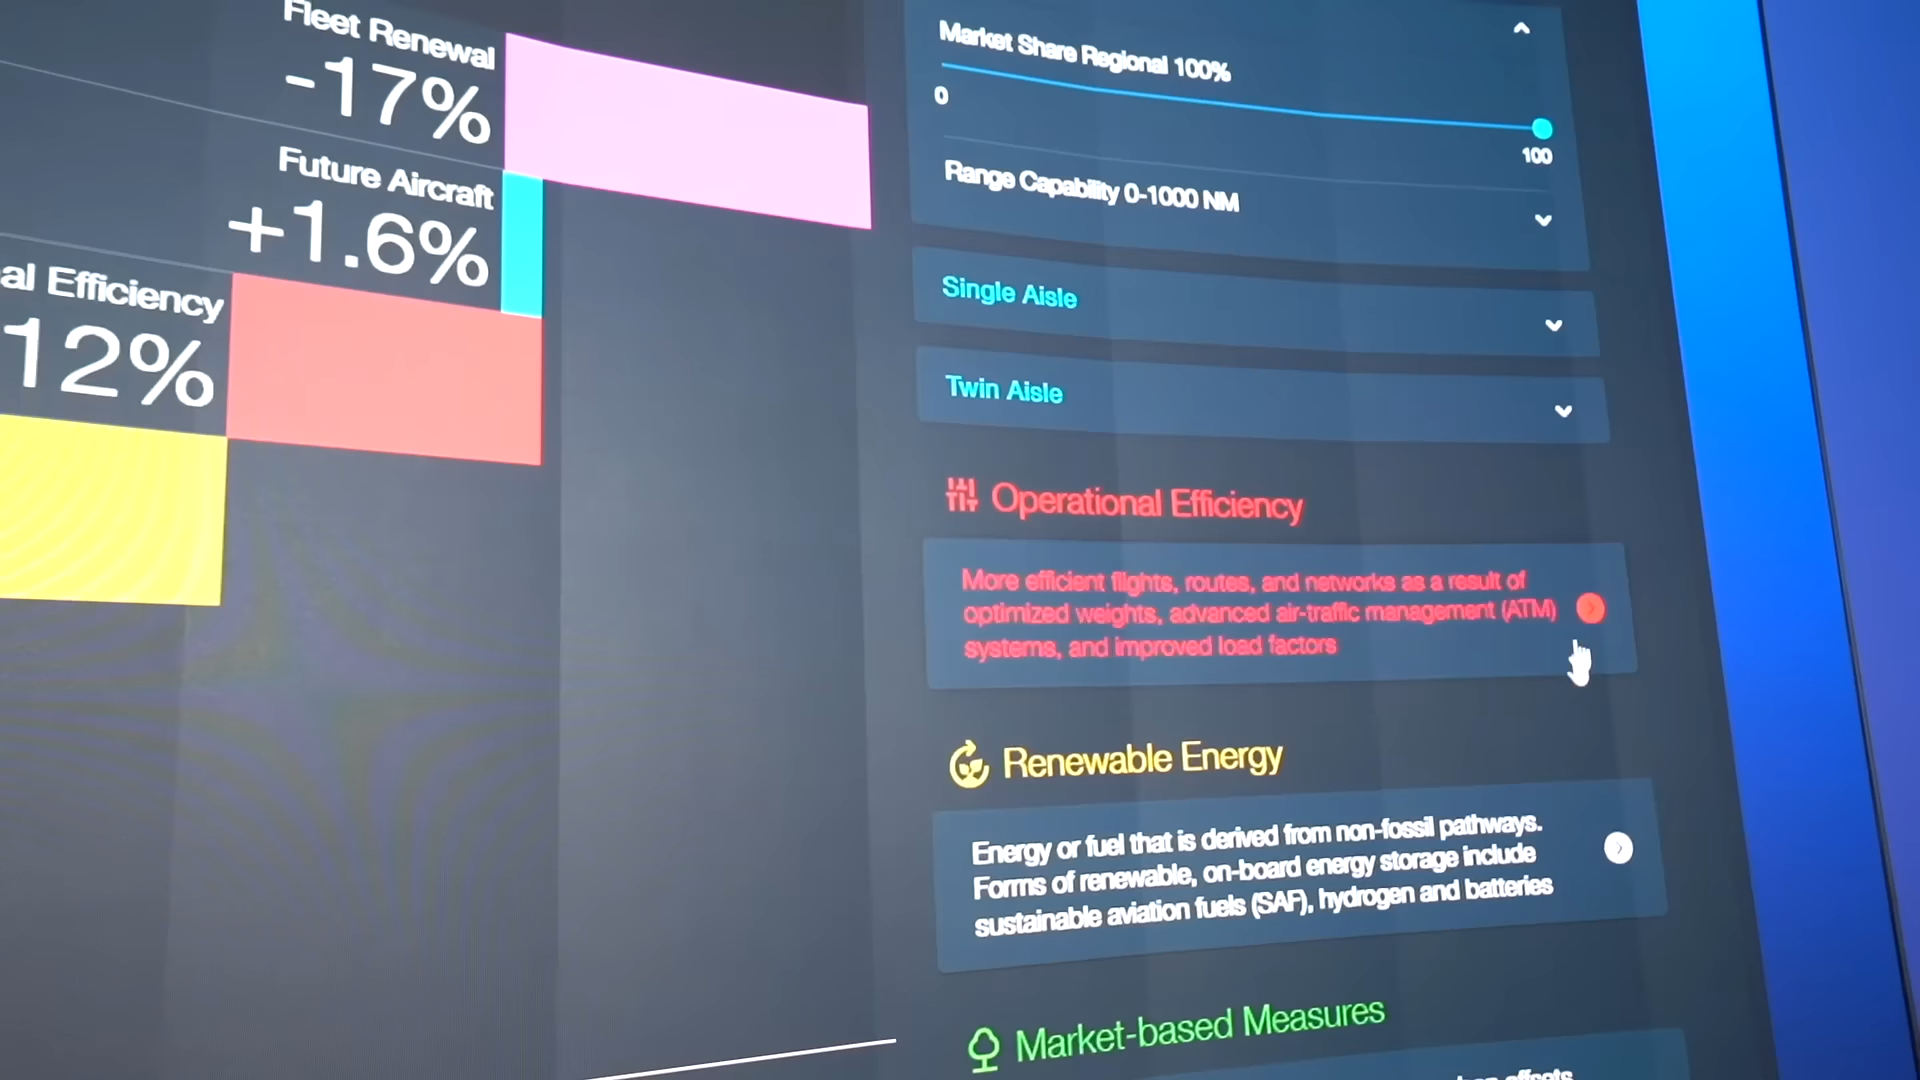 Fleet Renewal
-17%
Future Aircraft
+1.6%
al Efficiency
12%
Market Share Regional 100%
0
100
Range Capability 0-1000 NM
Single Aisle
Twin Aisle
Operational Efficiency
More efficient flights, routes, and networks as a result of
optimized weights, advanced air-traffic management (ATM)
systems, and improved load factors
Renewable Energy
Energy or fuel that is derived from non-fossil pathways.
Forms of renewable, on-board energy storage include
sustainable aviation fuels (SAF), hydrogen and batteries
Market-based Measures
offsets